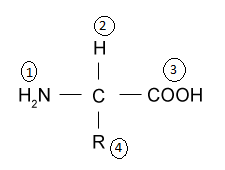 ②
H
① ③
H₂N — C — COOH
R ④